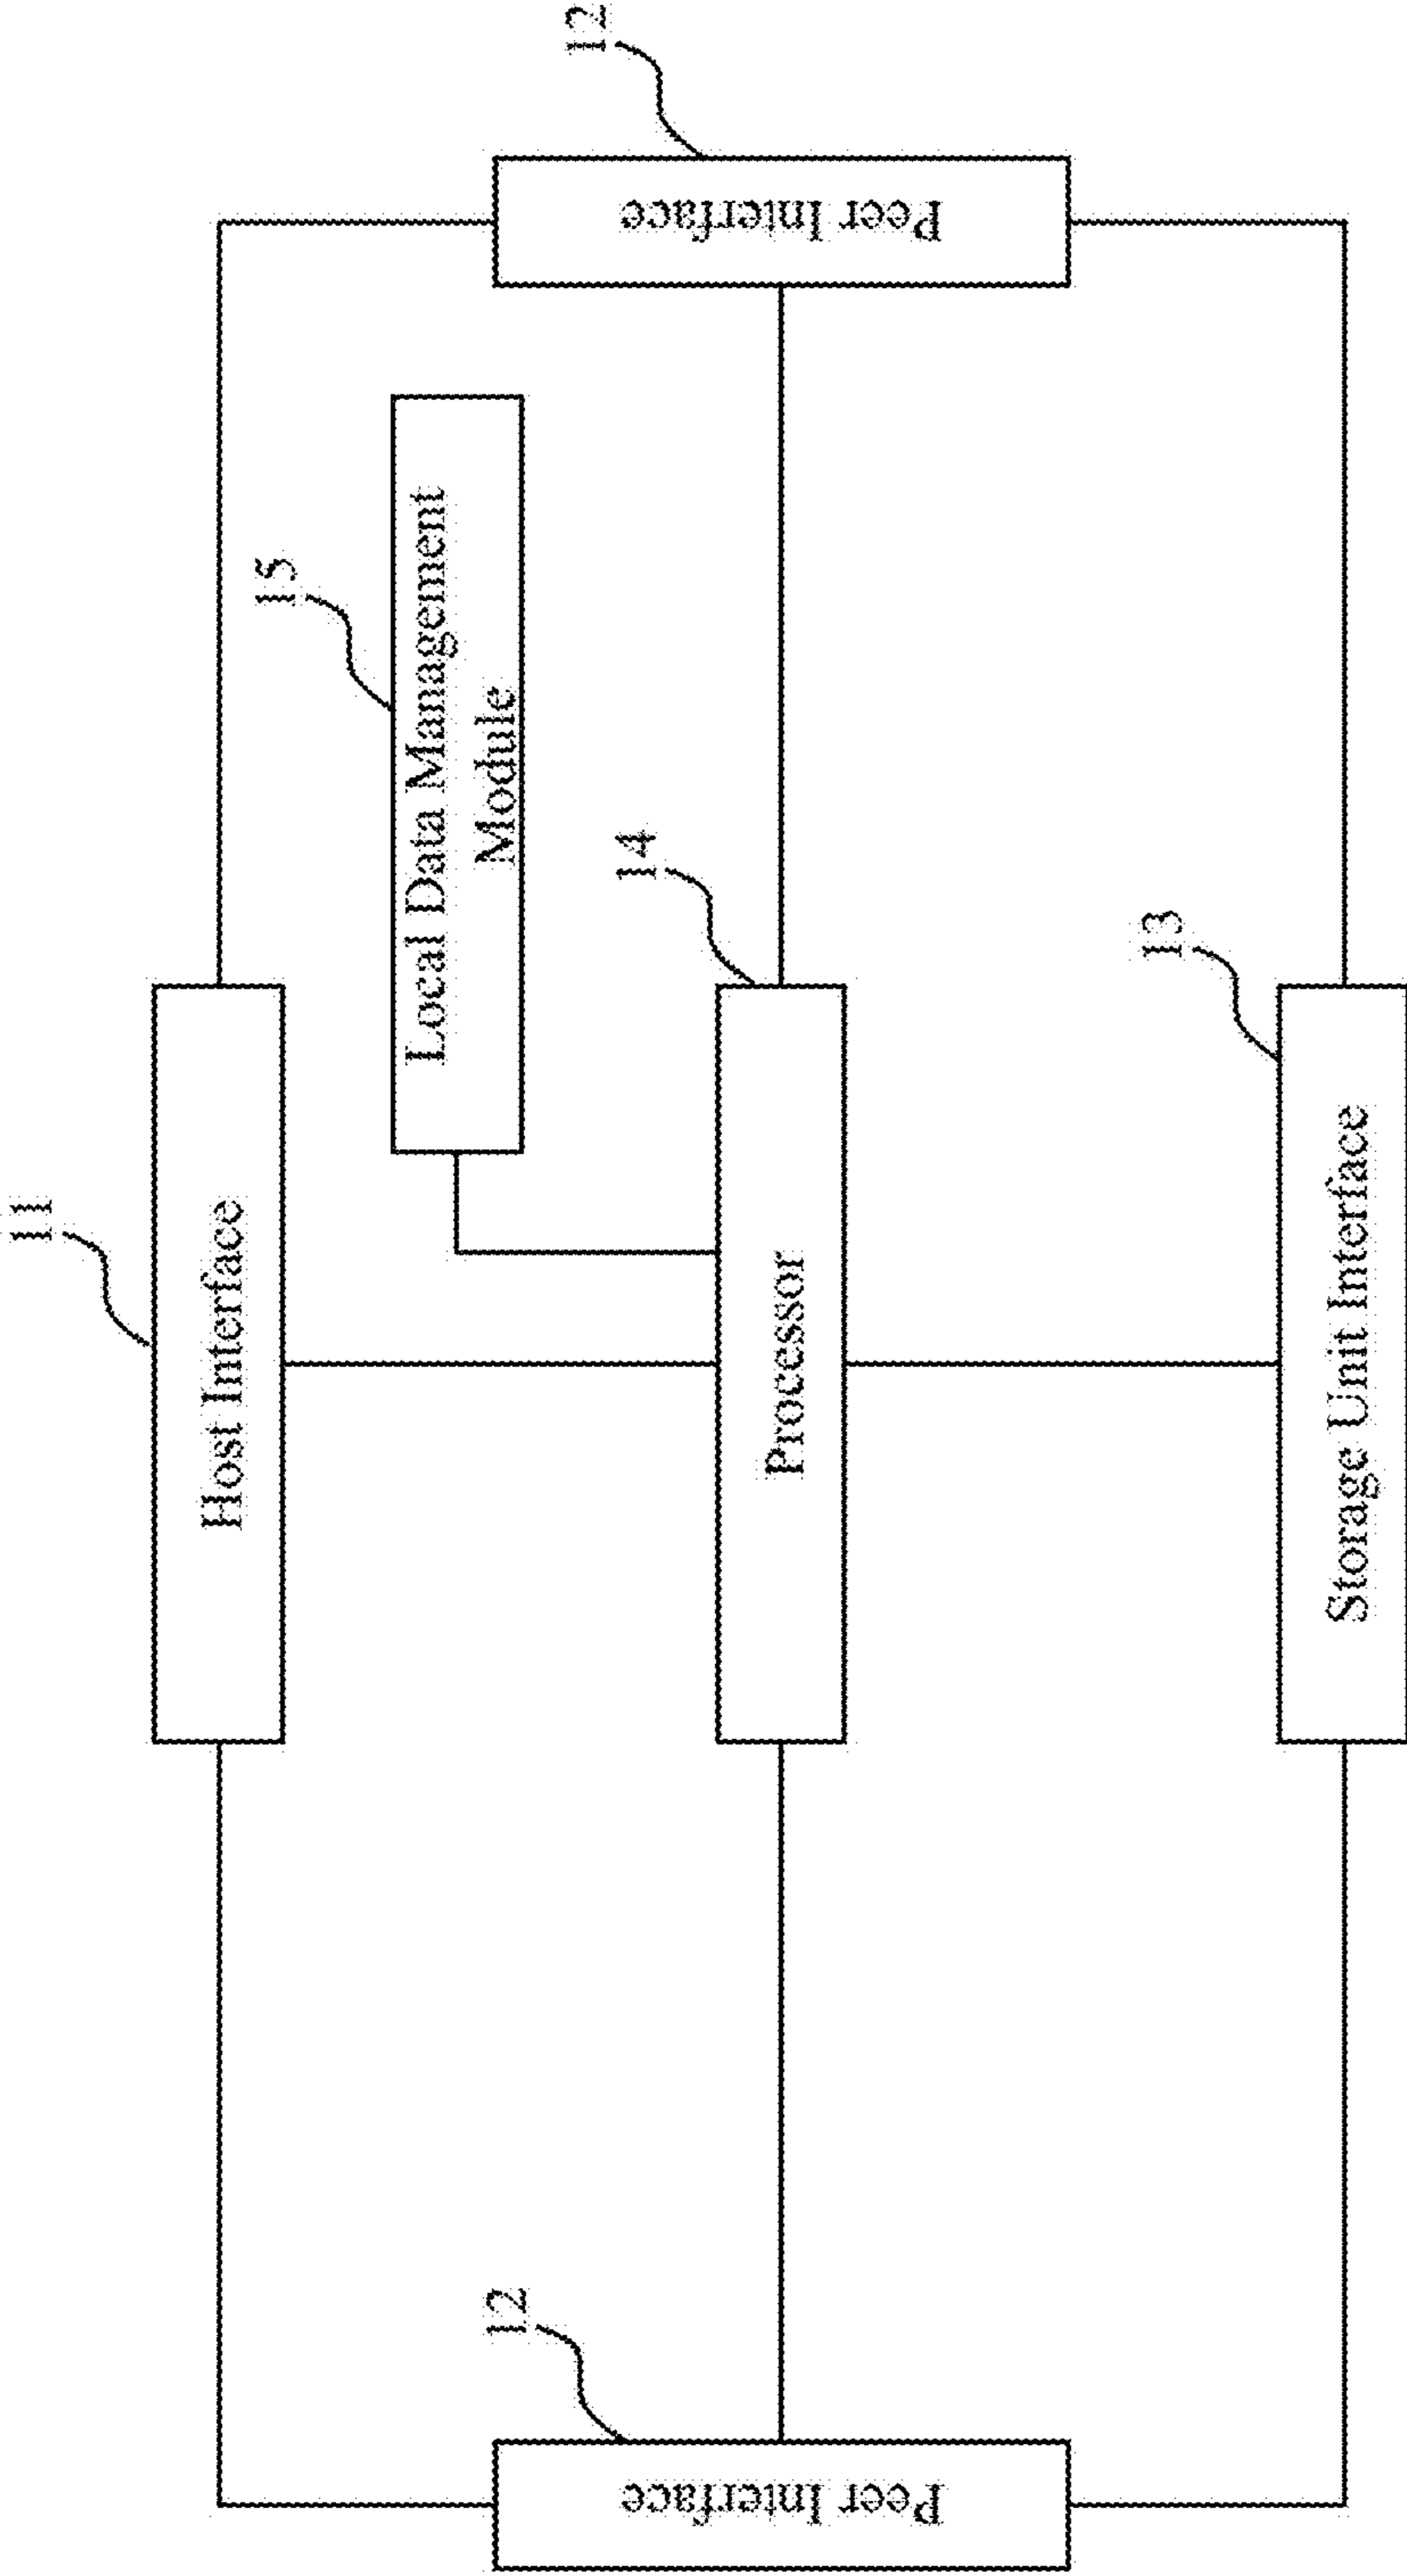 11
Host Interface
15
Local Data Management
Module
12
Peer Interface
14
Processor
12
Peer Interface
13
Storage Unit Interface